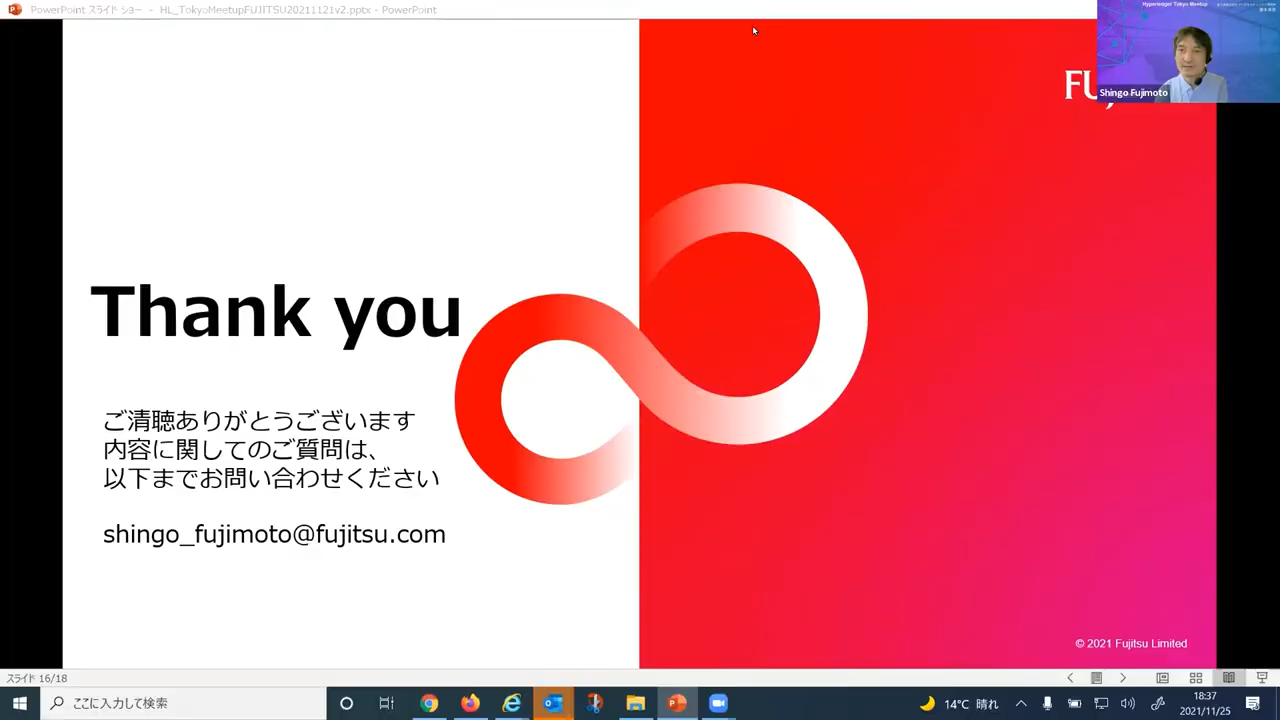 PowerPoint スライド ショー - HL_TokyoMeetupFUJITSU20211121v2.pptx - PowerPoint
Hyperledger Tokyo Meetup
Shingo Fujimoto
FU
Thank you
ご清聴ありがとうございます
内容に関してのご質問は、
以下までお問い合わせください
shingo_fujimoto@fujitsu.com
© 2021 Fujitsu Limited
スライド 16/18
ここに入力して検索
14°C 晴れ
18:37
2021/11/25